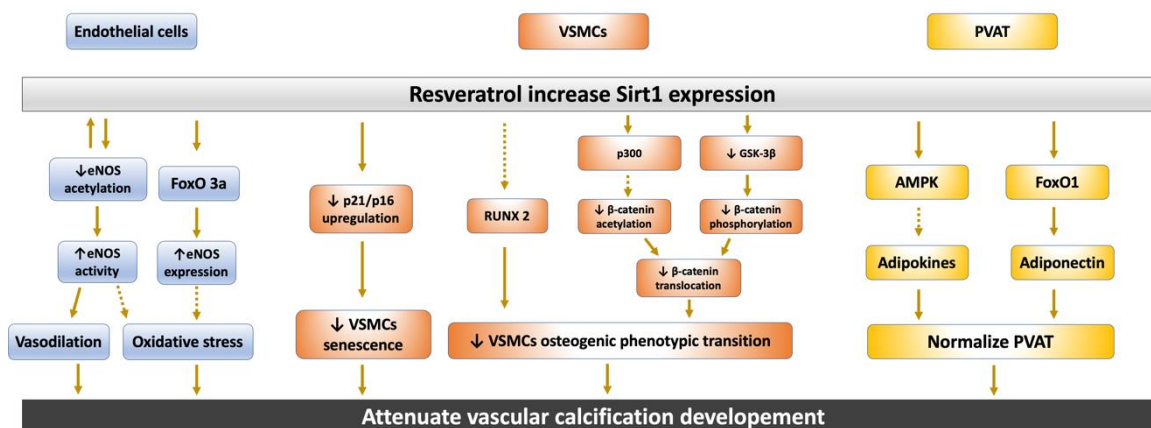 Endothelial cells
VSMCs
PVAT
Resveratrol increase Sirt1 expression
↓eNOS
acetylation
FoxO 3a
↓ p21/p16
upregulation
RUNX 2
p300
↓ GSK-3β
↓ β-catenin
acetylation
↓ β-catenin
phosphorylation
AMPK
FoxO1
↑eNOS
activity
↑eNOS
expression
↓ β-catenin
translocation
Adipokines
Adiponectin
Vasodilation
Oxidative stress
↓ VSMCs
senescence
↓ VSMCs osteogenic phenotypic transition
Normalize PVAT
Attenuate vascular calcification developement